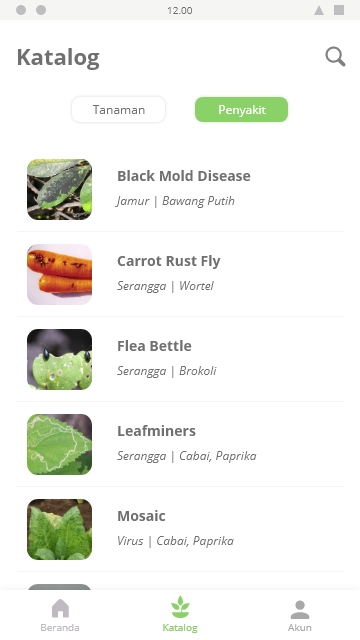 12.00
Katalog
Tanaman
Penyakit
Black Mold Disease
Jamur | Bawang Putih
Carrot Rust Fly
Serangga | Wortel
Flea Bettle
Serangga | Brokoli
Leafminers
Serangga | Cabai, Paprika
Mosaic
Virus | Cabai, Paprika
Beranda
Katalog
Akun